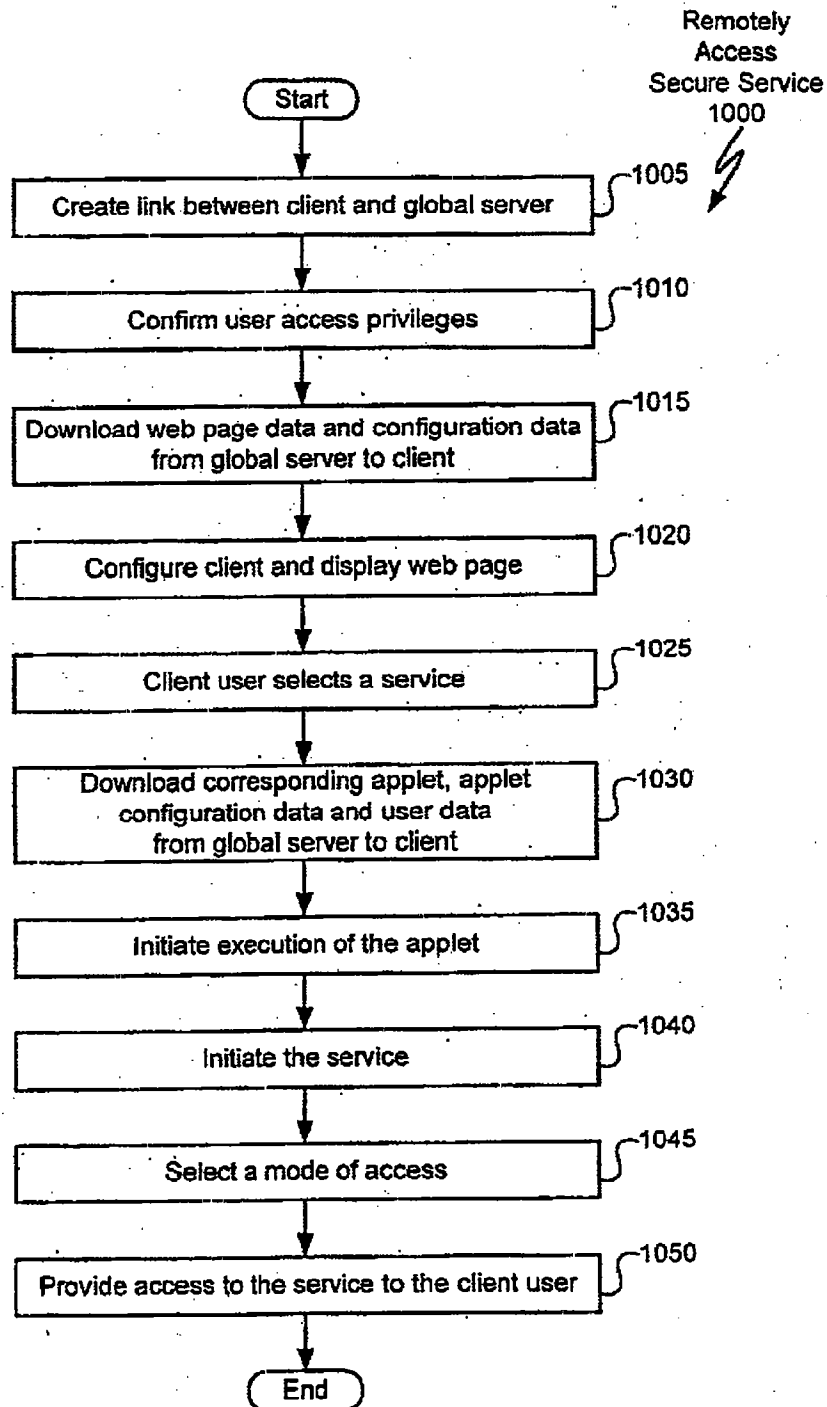 Remotely
Access
Secure Service
1000
Start
Create link between client and global server
1005
Confirm user access privileges
1010
Download web page data and configuration data
from global server to client
1015
Configure client and display web page
1020
Client user selects a service
1025
Download corresponding applet, applet
configuration data and user data
from global server to client
1030
Initiate execution of the applet
1035
Initiate the service
1040
Select a mode of access
1045
Provide access to the service to the client user
1050
End